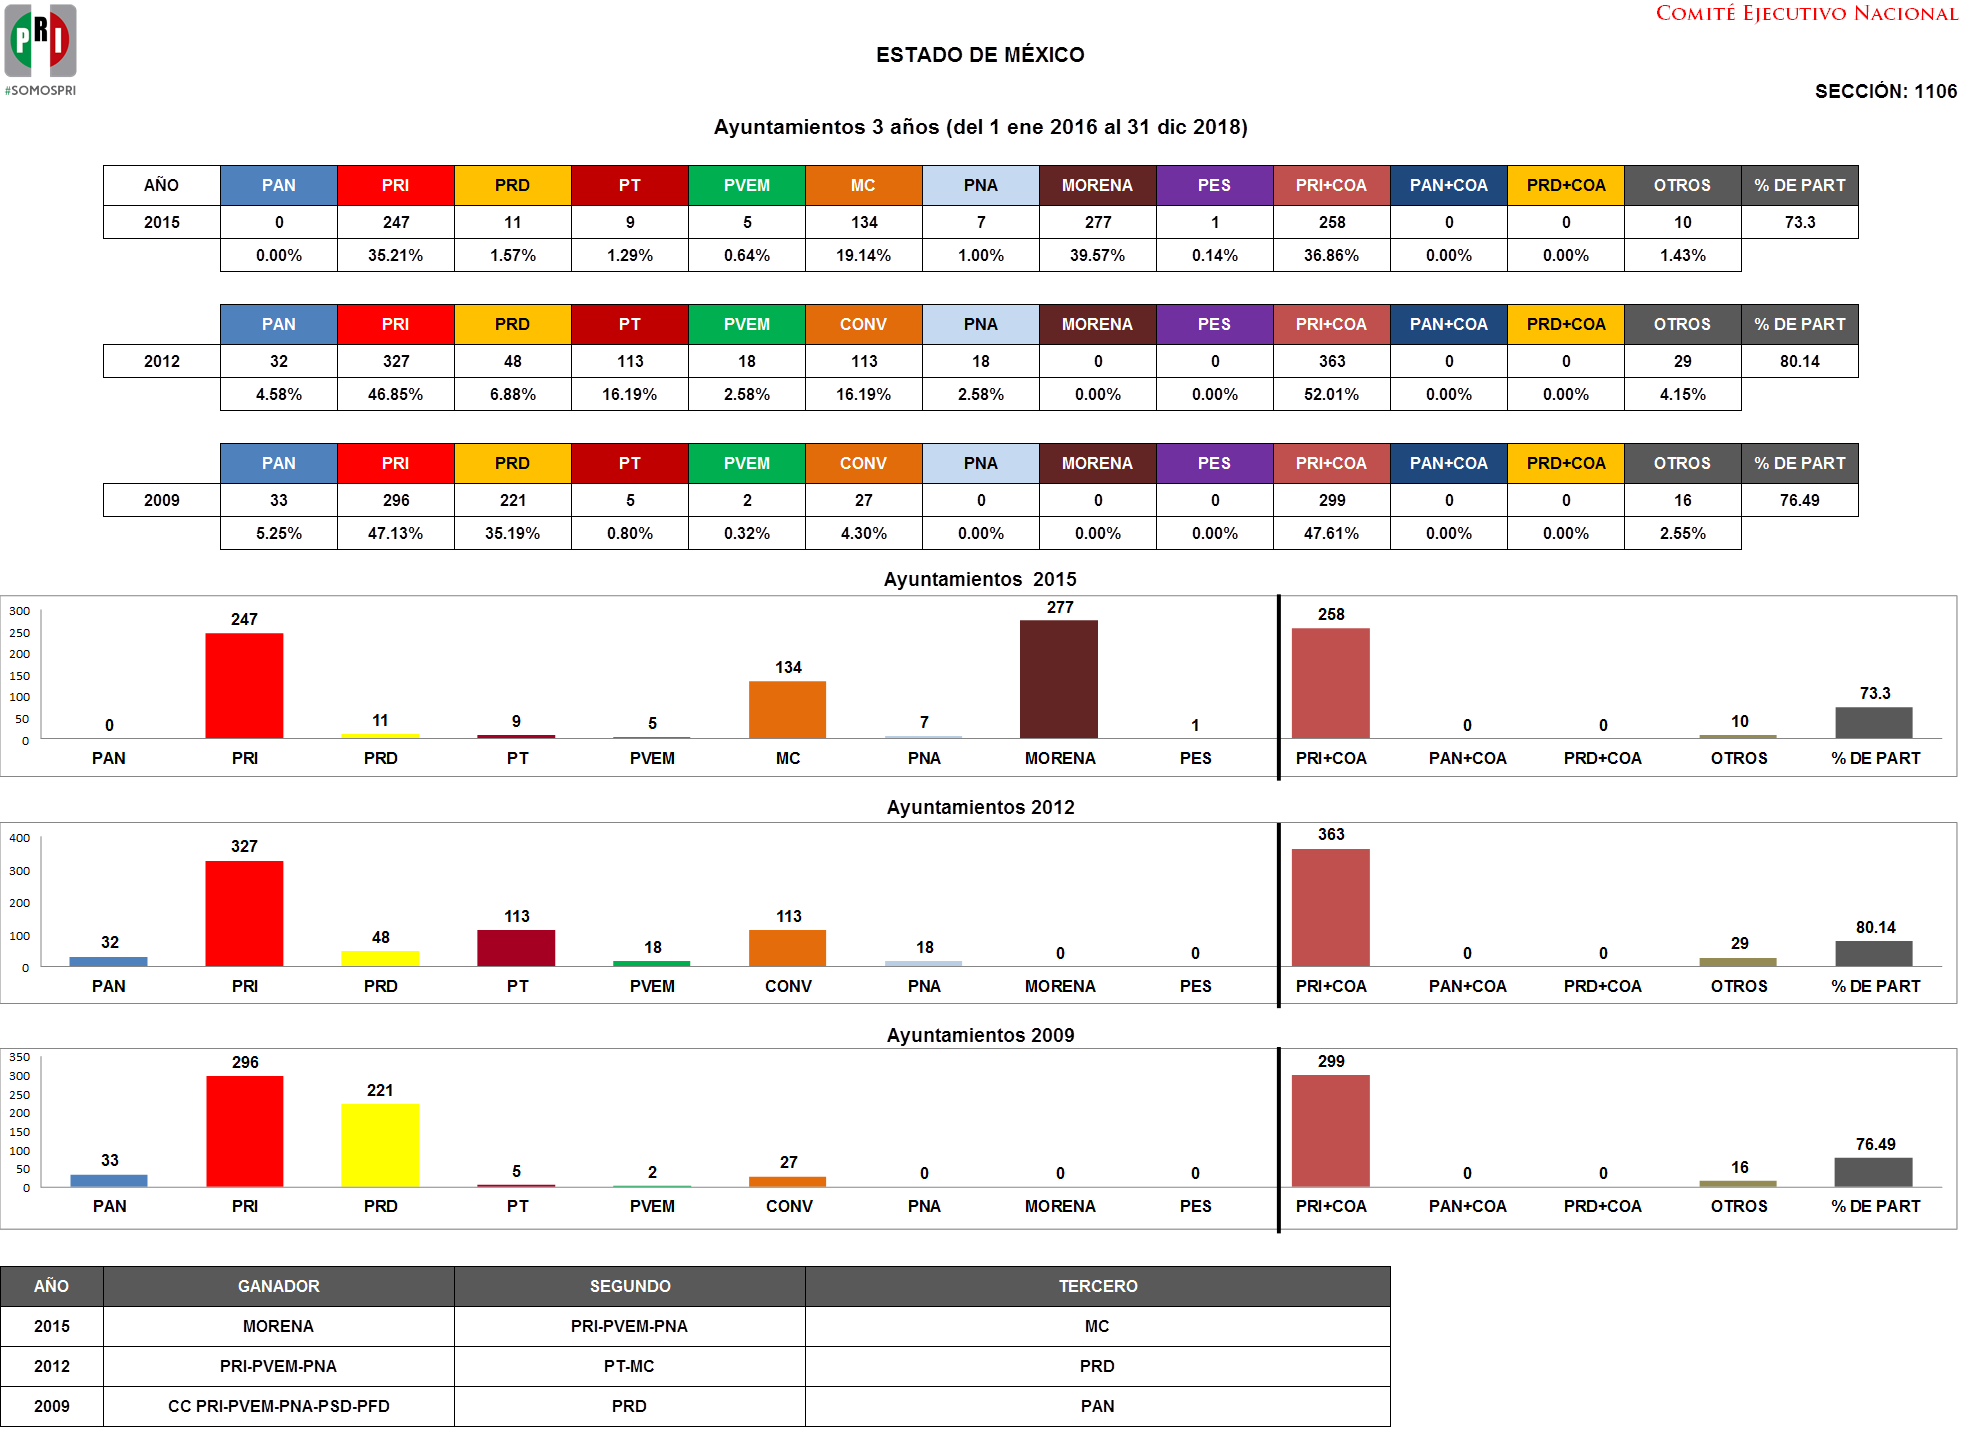 PRI
#SOMOSPRI
COMITÉ EJECUTIVO NACIONAL
ESTADO DE MÉXICO
SECCIÓN: 1106
Ayuntamientos 3 años (del 1 ene 2016 al 31 dic 2018)
AÑO PAN PRI PRD PT PVEM MC PNA MORENA PES PRI+COA PAN+COA PRD+COA OTROS % DE PART
2015 0 247 11 9 5 134 7 277 1 258 0 0 10 73.3
0.00% 35.21% 1.57% 1.29% 0.64% 19.14% 1.00% 39.57% 0.14% 36.86% 0.00% 0.00% 1.43%
PAN PRI PRD PT PVEM CONV PNA MORENA PES PRI+COA PAN+COA PRD+COA OTROS % DE PART
2012 32 327 48 113 18 113 18 0 0 363 0 0 29 80.14
4.58% 46.85% 6.88% 16.19% 2.58% 16.19% 2.58% 0.00% 0.00% 52.01% 0.00% 0.00% 4.15%
PAN PRI PRD PT PVEM CONV PNA MORENA PES PRI+COA PAN+COA PRD+COA OTROS % DE PART
2009 33 296 221 5 2 27 0 0 0 299 0 0 16 76.49
5.25% 47.13% 35.19% 0.80% 0.32% 4.30% 0.00% 0.00% 0.00% 47.61% 0.00% 0.00% 2.55%
Ayuntamientos 2015
300
250
200
150
100
50
0
0 247 11 9 5 134 7 277 1 258 0 0 10 73.3
PAN PRI PRD PT PVEM MC PNA MORENA PES PRI+COA PAN+COA PRD+COA OTROS % DE PART
Ayuntamientos 2012
400
300
200
100
0
32 327 48 113 18 113 18 0 0 363 0 0 29 80.14
PAN PRI PRD PT PVEM CONV PNA MORENA PES PRI+COA PAN+COA PRD+COA OTROS % DE PART
Ayuntamientos 2009
350
300
250
200
150
100
50
0
33 296 221 5 2 27 0 0 0 299 0 0 16 76.49
PAN PRI PRD PT PVEM CONV PNA MORENA PES PRI+COA PAN+COA PRD+COA OTROS % DE PART
AÑO GANADOR SEGUNDO TERCERO
2015 MORENA PRI-PVEM-PNA MC
2012 PRI-PVEM-PNA PT-MC PRD
2009 CC PRI-PVEM-PNA-PSD-PFD PRD PAN